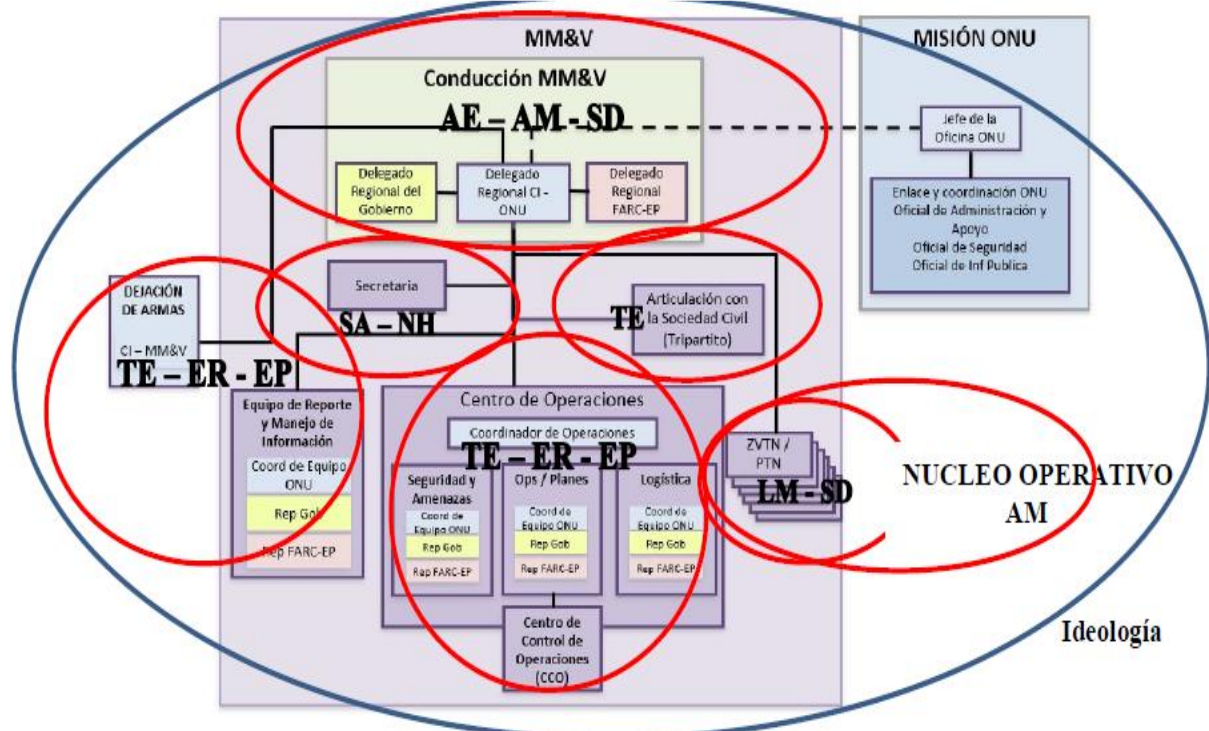 MM&V
MISIÓN ONU
Conducción MM&V
AE – AM - SD
Delegado
Regional del
Gobierno
Delegado
Regional CI -
ONU
Delegado
Regional
FARC-EP
Jefe de la
Oficina ONU
Enlace y coordinación ONU
Oficial de Administración y
Apoyo
Oficial de Seguridad
Oficial de Inf Publica
DEJACIÓN
DE ARMAS
CI – MM&V
TE – ER - EP
Secretaria
SA – NH
TE
Articulación con
la Sociedad Civil
(Tripartito)
Equipo de Reporte
y Manejo de
Información
Coord de Equipo
ONU
Rep Gob
Rep FARC-EP
Centro de Operaciones
Coordinador de Operaciones
TE – ER - EP
Seguridad y
Amenazas
Coord de
Equipo ONU
Rep Gob
Rep FARC-EP
Ops / Planes
Coord de
Equipo ONU
Rep Gob
Rep FARC-EP
Logística
Coord de
Equipo ONU
Rep Gob
Rep FARC-EP
Centro de
Control de
Operaciones
(CCO)
ZVTN /
PTN
LM - SD
NUCLEO OPERATIVO
AM
Ideología